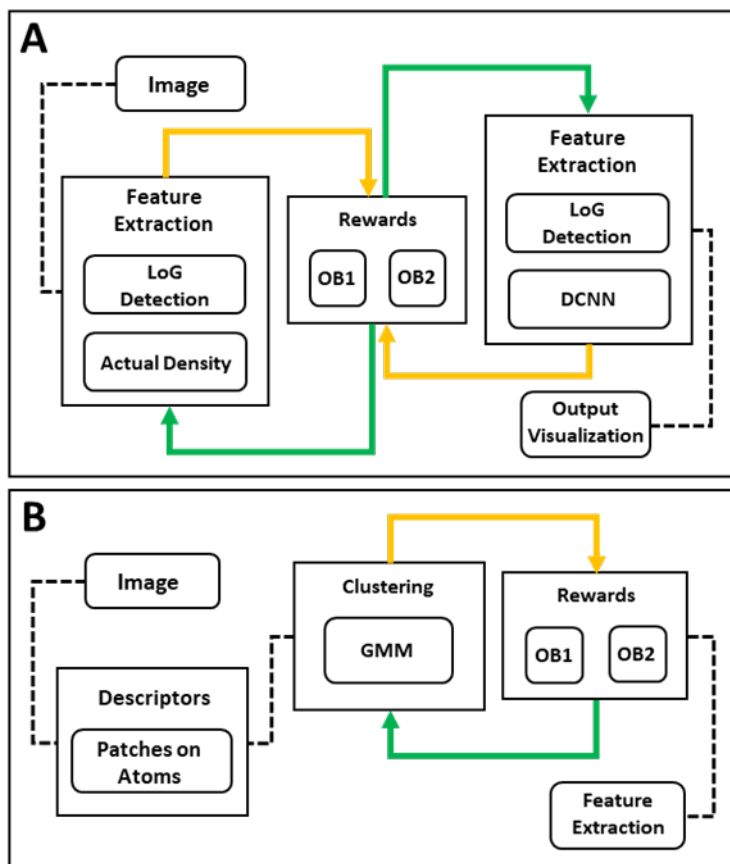 A
Image
Feature
Extraction
LoG
Detection
Actual Density
Rewards
OB1
OB2
Feature
Extraction
LoG
Detection
DCNN
Output
Visualization
B
Image
Descriptors
Patches on
Atoms
Clustering
GMM
Rewards
OB1
OB2
Feature
Extraction